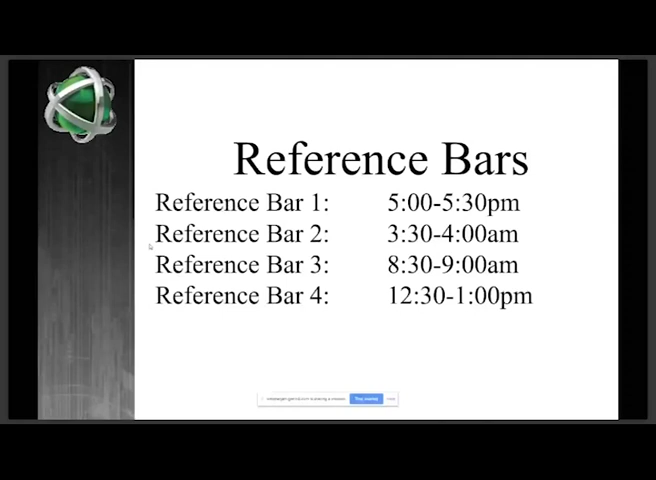 Reference Bars
Reference Bar 1: 5:00-5:30pm
Reference Bar 2: 3:30-4:00am
Reference Bar 3: 8:30-9:00am
Reference Bar 4: 12:30-1:00pm